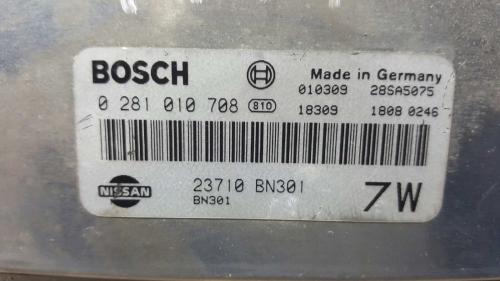 BOSCH Made in Germany
010309 28SA5075
0 281 010 708 810 18309 1808 0246
NISSAN 23710 BN301 7W
BN301